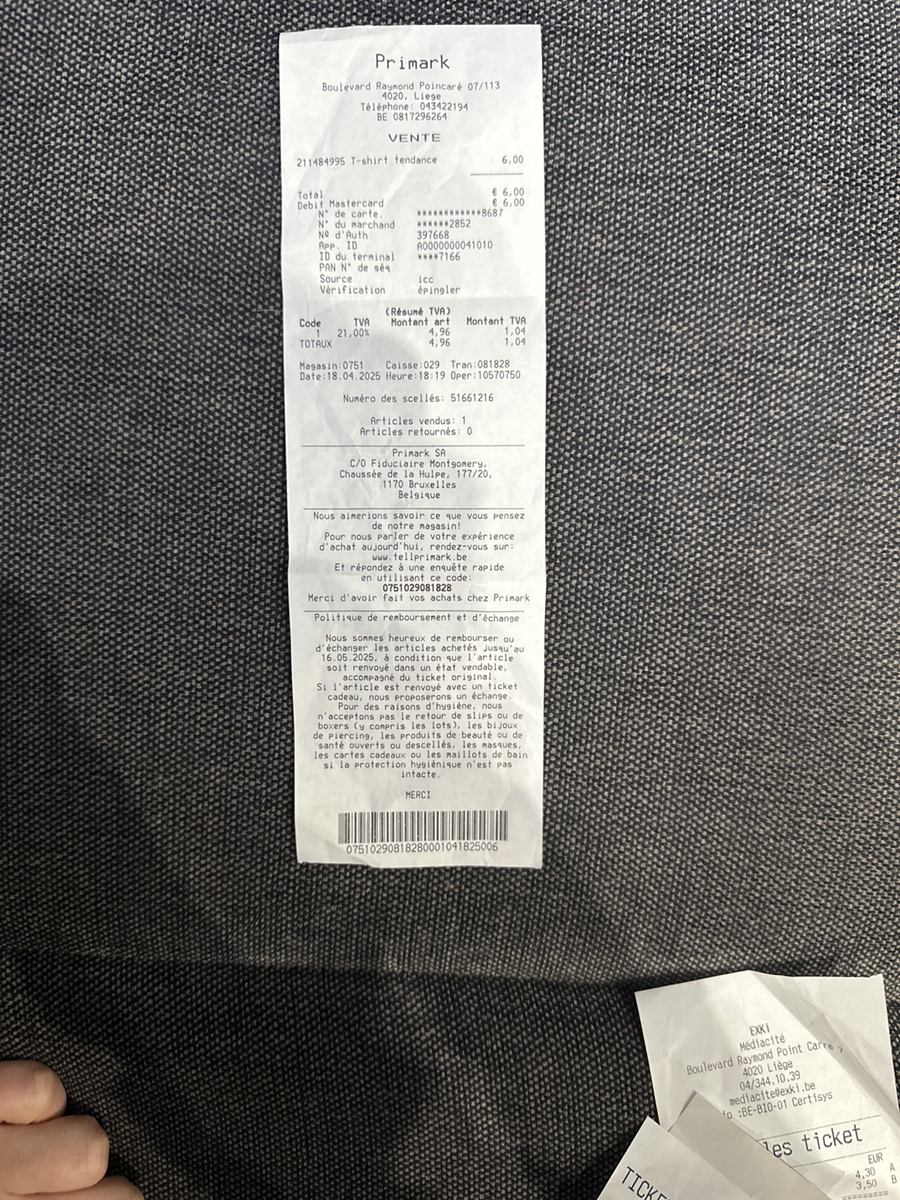 Primark
Boulevard Raymond Poincaré 07/113
4020, Liege
Téléphone: 043422194
BE 0817296264
VENTE
211484995 T-shirt tendance 6,00
Total € 6,00
Debit Mastercard € 6,00
N° de carte. ************8687
N° du marchand ******2852
Nº d'Auth 397668
App. ID A0000000041010
ID du terminal ****7166
PAN N° de séq
Source icc
Vérification épingler
(Résumé TVA)
Code TVA Montant art Montant TVA
1 21,00% 4,96 1,04
TOTAUX 4,96 1,04
Magasin:0751 Caisse:029 Tran:081828
Date:18.04.2025 Heure:18:19 Oper:10570750
Numéro des scellés: 51661216
Articles vendus: 1
Articles retournés: 0
Primark SA
C/O Fiduciaire Montgomery,
Chaussée de la Hulpe, 177/20,
1170 Bruxelles
Belgique
Nous aimerions savoir ce que vous pensez
de notre magasin!
Pour nous parler de votre expérience
d'achat aujourd'hui, rendez-vous sur:
www.tellprimark.be
Et répondez à une enquête rapide
en utilisant ce code:
0751029081828
Merci d'avoir fait vos achats chez Primark
Politique de remboursement et d'échange
Nous sommes heureux de rembourser ou
d'échanger les articles achetés jusqu'au
16.05.2025, à condition que l'article
soit renvoyé dans un état vendable,
accompagné du ticket original.
Si l'article est renvoyé avec un ticket
cadeau, nous proposerons un échange.
Pour des raisons d'hygiène, nous
n'acceptons pas le retour de slips ou de
boxers (y compris les lots), les bijoux
de piercing, les produits de beauté ou de
santé ouverts ou descellés, les masques,
les cartes cadeaux ou les maillots de bain
si la protection hygiénique n'est pas
intacte.
MERCI
07510290818280001041825006
EXKi
Médiacité
Boulevard Raymond Point Carré 7
4020 Liège
04/344.10.39
mediacite@exki.be
:BE-BIO-01 Certisys
les ticket
EUR
4,30 A
3,50 B
=========
TICKE